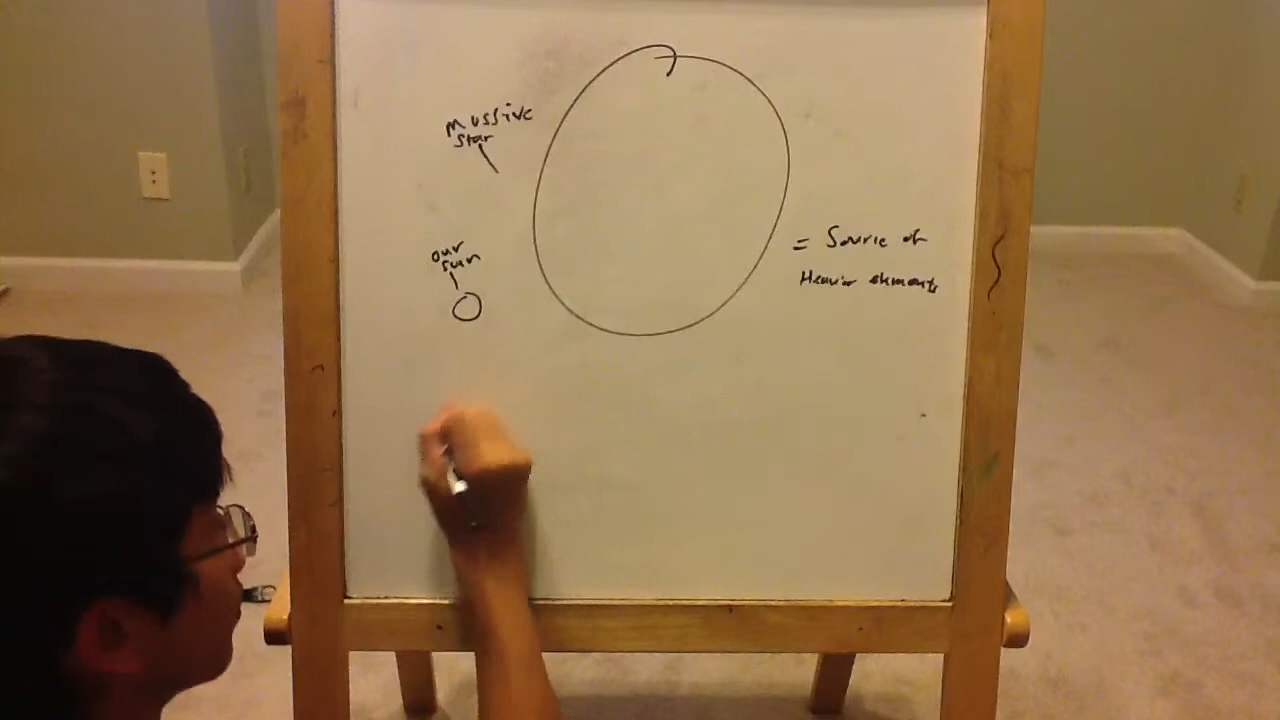 massive
star
our
sun
= Source of
Heavier elements